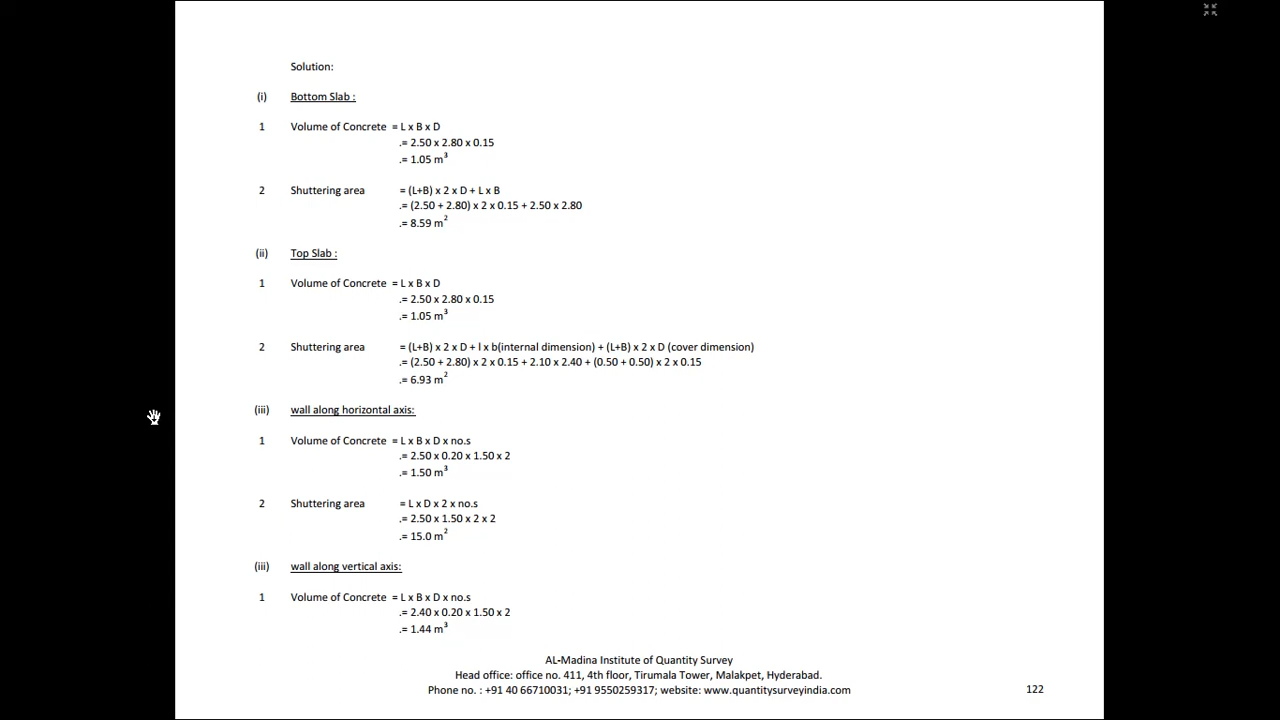 Solution:
(i) Bottom Slab :
1 Volume of Concrete = L x B x D
.= 2.50 x 2.80 x 0.15
.= 1.05 m³
2 Shuttering area = (L+B) x 2 x D + L x B
.= (2.50 + 2.80) x 2 x 0.15 + 2.50 x 2.80
.= 8.59 m²
(ii) Top Slab :
1 Volume of Concrete = L x B x D
.= 2.50 x 2.80 x 0.15
.= 1.05 m³
2 Shuttering area = (L+B) x 2 x D + l x b(internal dimension) + (L+B) x 2 x D (cover dimension)
.= (2.50 + 2.80) x 2 x 0.15 + 2.10 x 2.40 + (0.50 + 0.50) x 2 x 0.15
.= 6.93 m²
(iii) wall along horizontal axis:
1 Volume of Concrete = L x B x D x no.s
.= 2.50 x 0.20 x 1.50 x 2
.= 1.50 m³
2 Shuttering area = L x D x 2 x no.s
.= 2.50 x 1.50 x 2 x 2
.= 15.0 m²
(iii) wall along vertical axis:
1 Volume of Concrete = L x B x D x no.s
.= 2.40 x 0.20 x 1.50 x 2
.= 1.44 m³
AL-Madina Institute of Quantity Survey
Head office: office no. 411, 4th floor, Tirumala Tower, Malakpet, Hyderabad.
Phone no. : +91 40 66710031; +91 9550259317; website: www.quantitysurveyindia.com
122